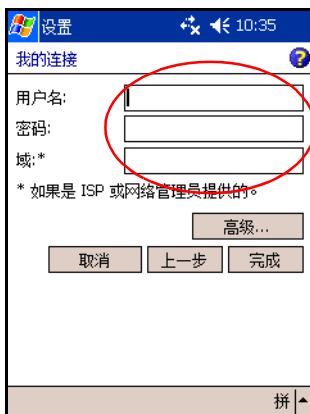 设置 10:35
我的连接
用户名:
密码:
域:*
* 如果是 ISP 或网络管理员提供的。
高级...
取消 上一步 完成
拼